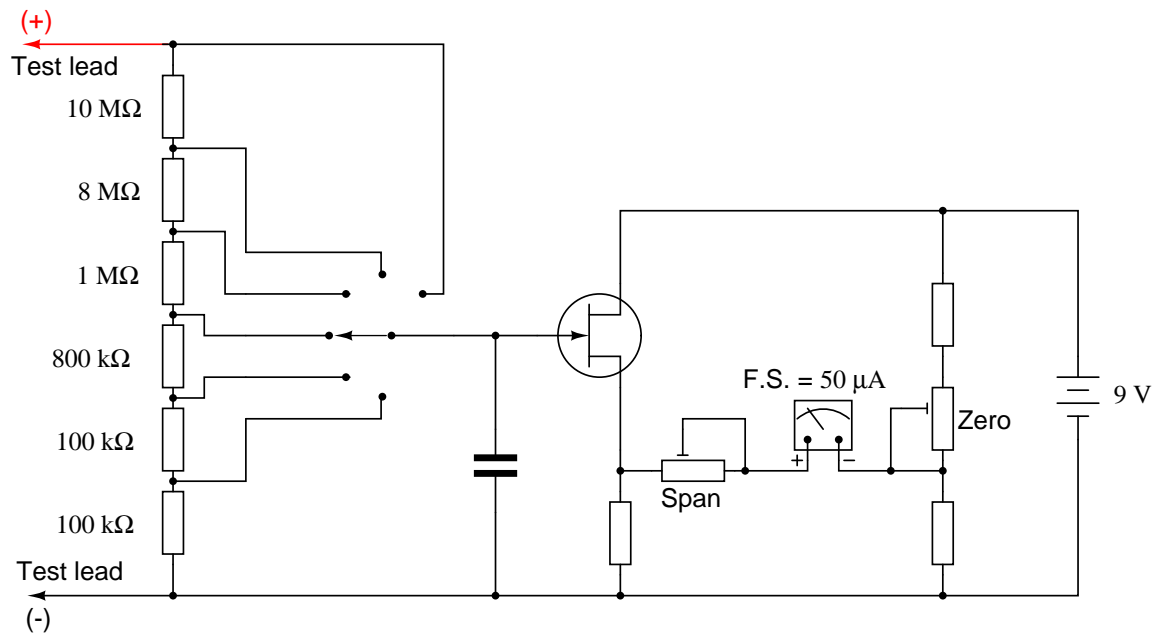 (+)
Test lead
10 MΩ
8 MΩ
1 MΩ
800 kΩ
100 kΩ
100 kΩ
Test lead
(-)
F.S. = 50 μA
+ −
Span
Zero
9 V